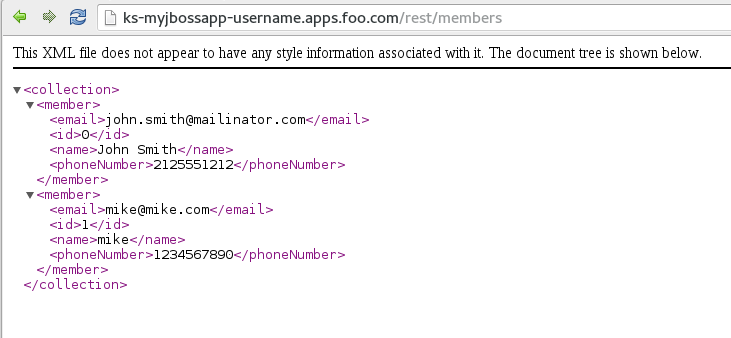 ks-myjbossapp-username.apps.foo.com/rest/members
This XML file does not appear to have any style information associated with it. The document tree is shown below.
<collection>
<member>
<email>john.smith@mailinator.com</email>
<id>0</id>
<name>John Smith</name>
<phoneNumber>2125551212</phoneNumber>
</member>
<member>
<email>mike@mike.com</email>
<id>1</id>
<name>mike</name>
<phoneNumber>1234567890</phoneNumber>
</member>
</collection>